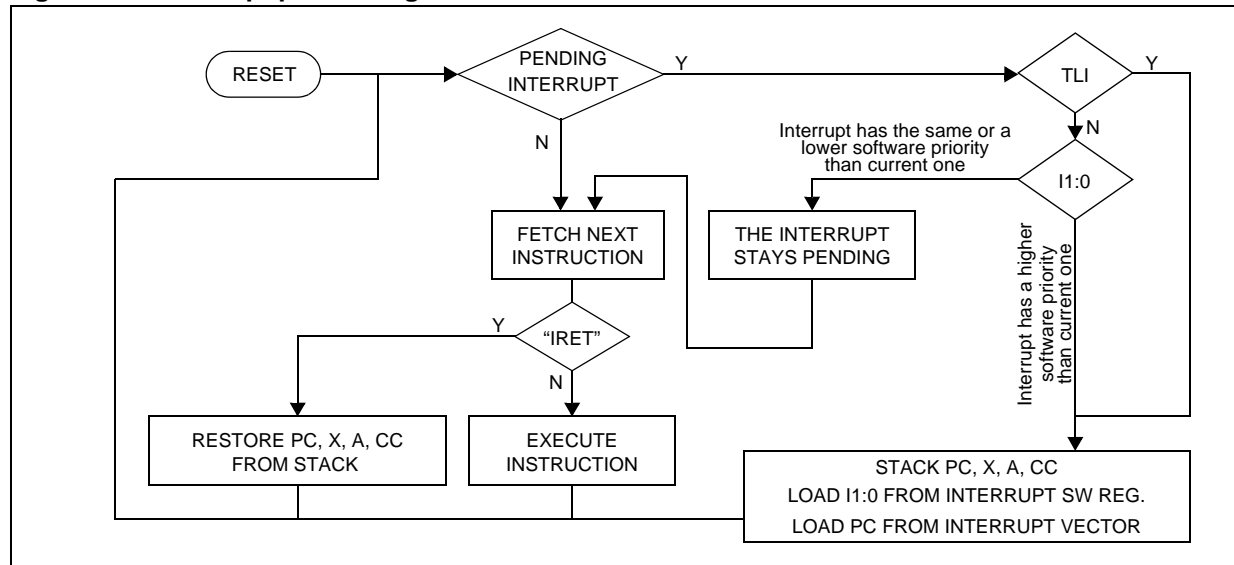 RESET
PENDING
INTERRUPT
Y
TLI
Y
N
N
Interrupt has the same or a
lower software priority
than current one
I1:0
FETCH NEXT
INSTRUCTION
THE INTERRUPT
STAYS PENDING
Interrupt has a higher
software priority
than current one
Y
“IRET”
N
RESTORE PC, X, A, CC
FROM STACK
EXECUTE
INSTRUCTION
STACK PC, X, A, CC
LOAD I1:0 FROM INTERRUPT SW REG.
LOAD PC FROM INTERRUPT VECTOR